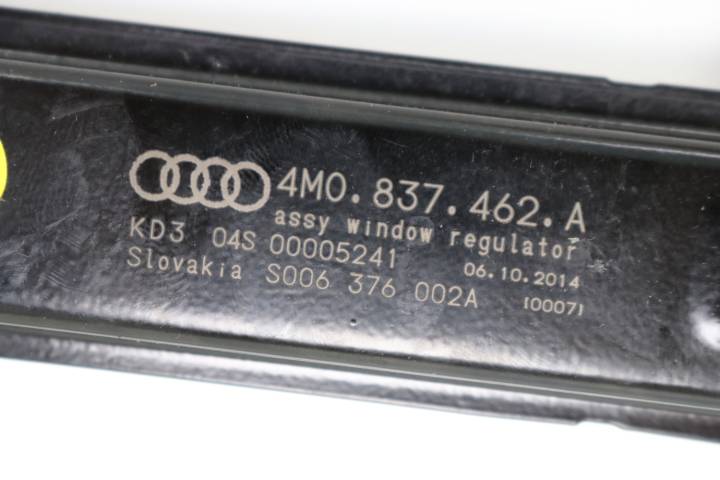 4M0.837.462.A
assy window regulator
KD3 04S 00005241 06.10.2014
Slovakia S006 376 002A [0007]